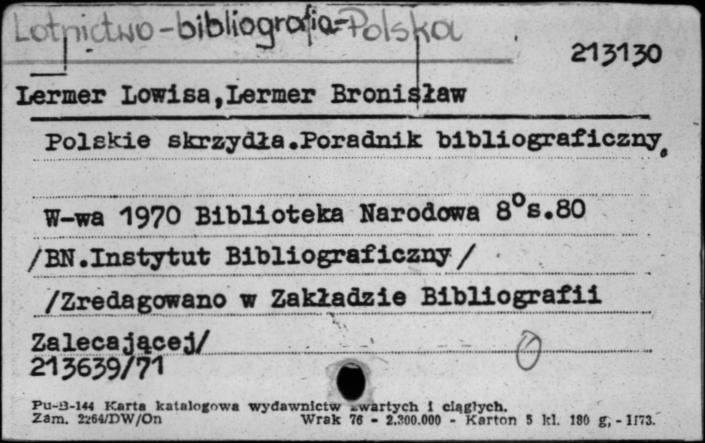 Lotnictwo-bibliografia-Polska
213130
Lermer Lowisa,Lermer Bronisław
Polskie skrzydła.Poradnik bibliograficzny.
W-wa 1970 Biblioteka Narodowa 8°s.80
/BN.Instytut Bibliograficzny/
/Zredagowano w Zakładzie Bibliografii
Zalecającej/
213639/71
Pu-B-144 Karta katalogowa wydawnictw zwartych i ciągłych.
Zam. 2264/DW/On Wrak 76 - 2.300.000 - Karton 5 kl. 180 g, - 1173.